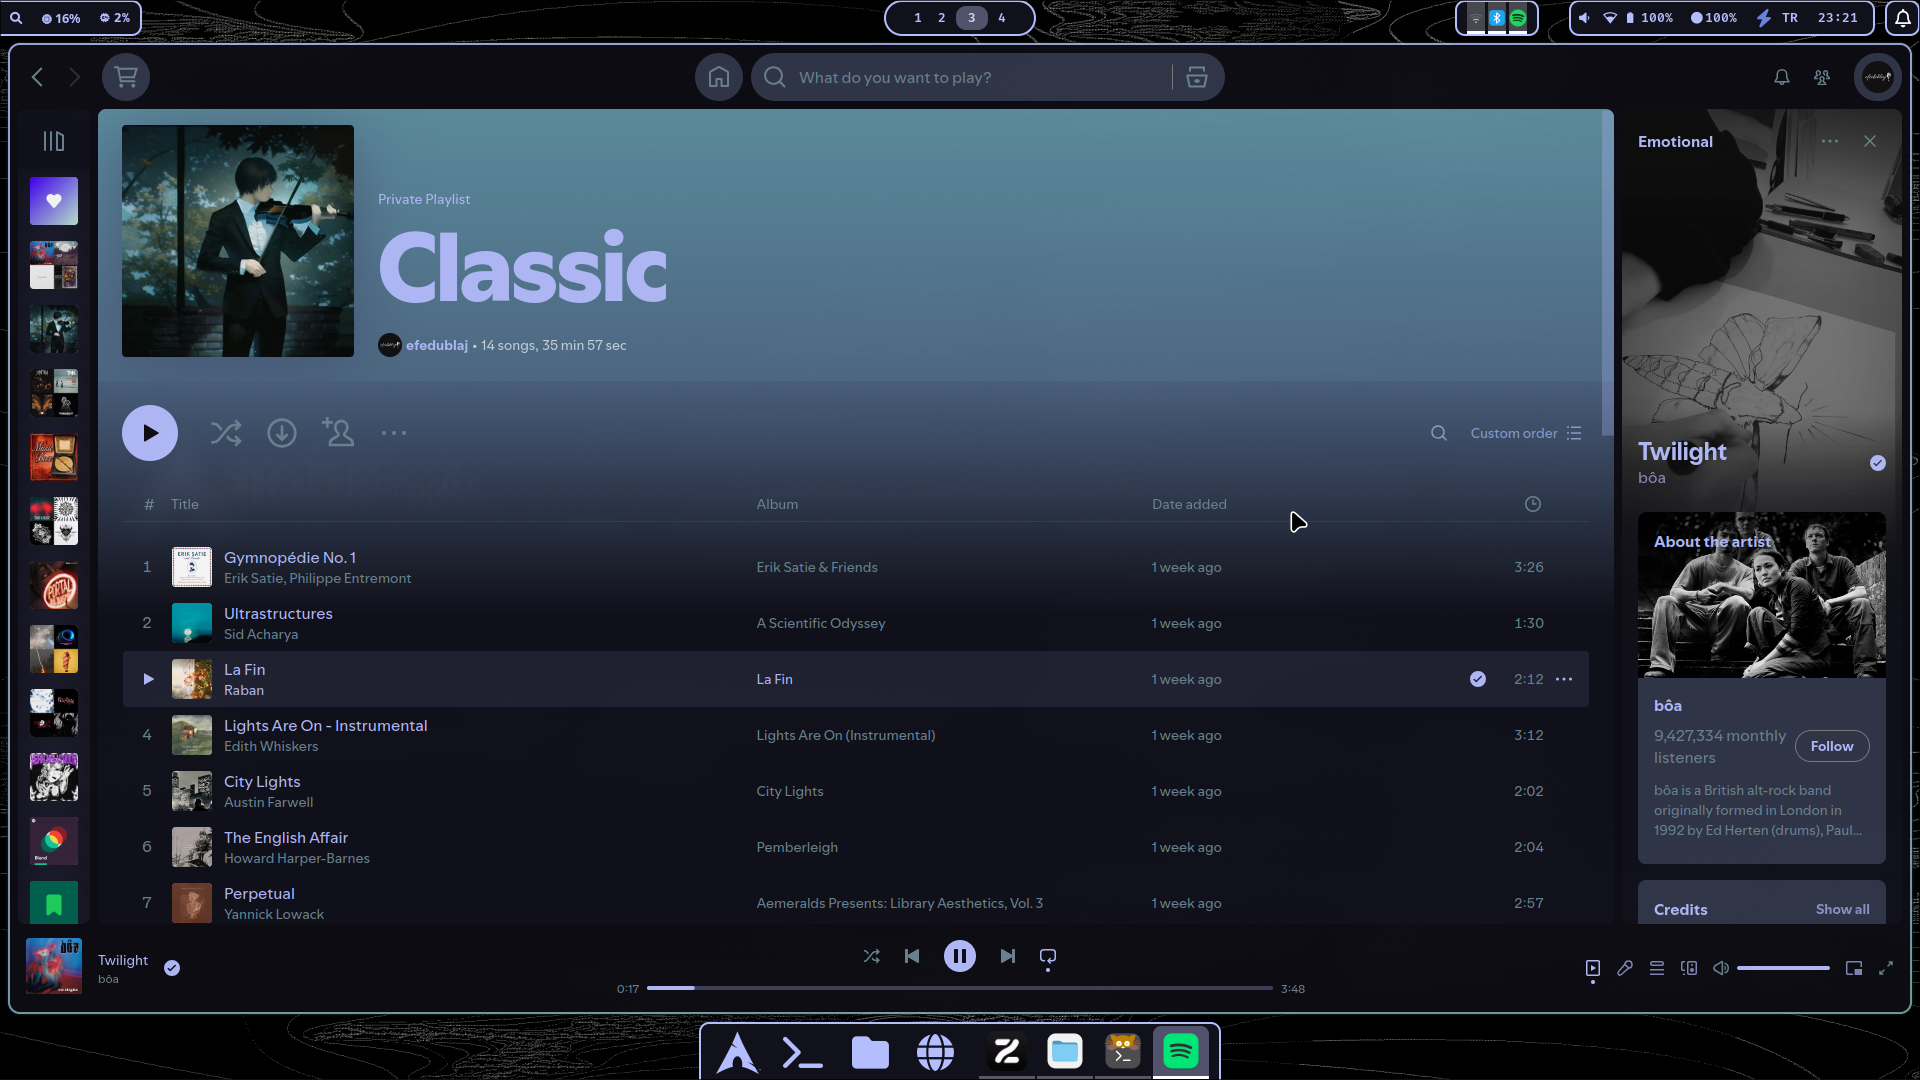 16% 2%
1 2 3 4
100% 100% TR 23:21
What do you want to play?
Private Playlist
Classic
efedublaj • 14 songs, 35 min 57 sec
Custom order
# Title Album Date added
1 Gymnopédie No. 1 Erik Satie & Friends 1 week ago 3:26
Erik Satie, Philippe Entremont
2 Ultrastructures A Scientific Odyssey 1 week ago 1:30
Sid Acharya
La Fin La Fin 1 week ago 2:12
Raban
4 Lights Are On - Instrumental Lights Are On (Instrumental) 1 week ago 3:12
Edith Whiskers
5 City Lights City Lights 1 week ago 2:02
Austin Farwell
6 The English Affair Pemberleigh 1 week ago 2:04
Howard Harper-Barnes
7 Perpetual Aemeralds Presents: Library Aesthetics, Vol. 3 1 week ago 2:57
Yannick Lowack
Emotional
Twilight
bôa
About the artist
bôa
9,427,334 monthly
listeners
Follow
bôa is a British alt-rock band
originally formed in London in
1992 by Ed Herten (drums), Paul...
Credits Show all
Twilight
bôa
0:17 3:48